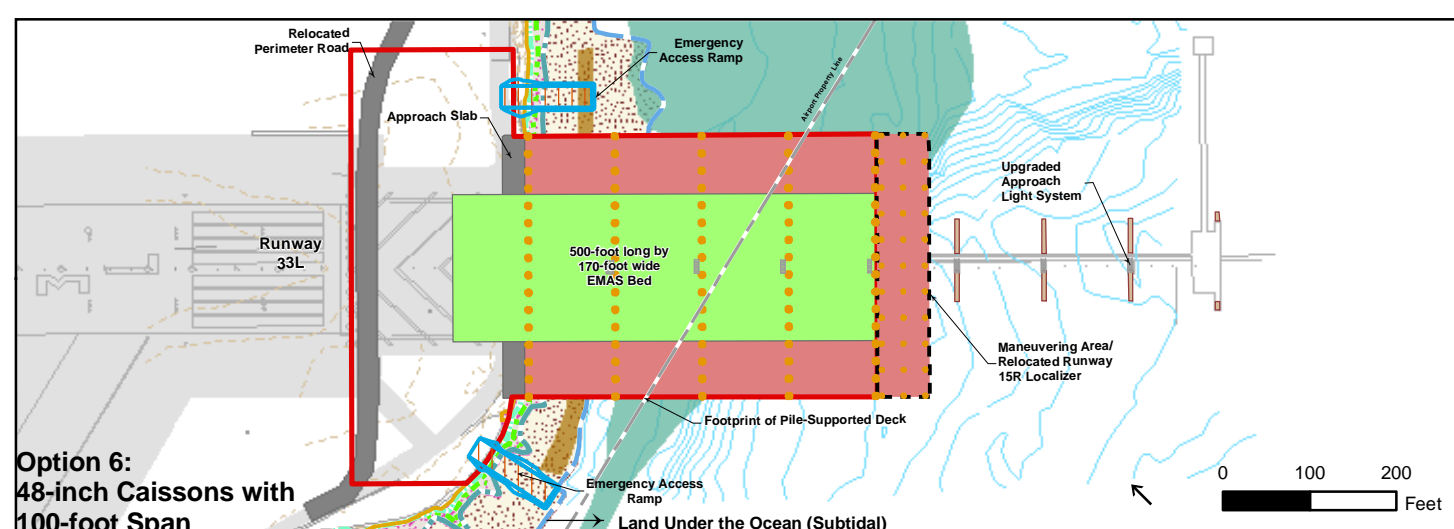 Relocated
Perimeter Road
Emergency
Access Ramp
Airport Property Line
Approach Slab
Upgraded
Approach
Light System
Runway
33L
500-foot long by
170-foot wide
EMAS Bed
Maneuvering Area/
Relocated Runway
15R Localizer
Footprint of Pile-Supported Deck
Option 6:
48-inch Caissons with
100-foot Span
Emergency Access
Ramp
Land Under the Ocean (Subtidal)
0 100 200
Feet